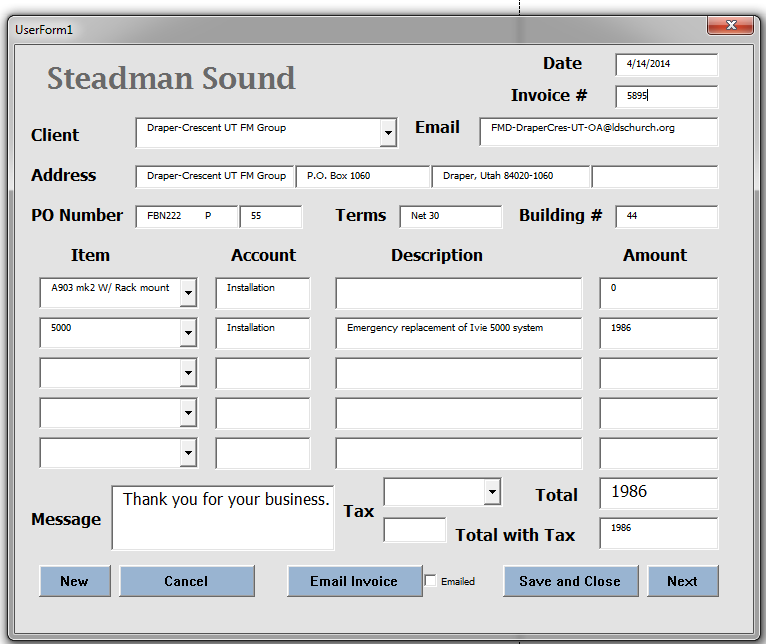 UserForm1
Steadman Sound
Date 4/14/2014
Invoice # 5895
Client Draper-Crescent UT FM Group Email FMD-DraperCres-UT-OA@ldschurch.org
Address Draper-Crescent UT FM Group P.O. Box 1060 Draper, Utah 84020-1060
PO Number FBN222 P 55 Terms Net 30 Building # 44
Item Account Description Amount
A903 mk2 W/ Rack mount Installation 0
5000 Installation Emergency replacement of Ivie 5000 system 1986
Message Thank you for your business. Tax Total 1986
Total with Tax 1986
New Cancel Email Invoice Emailed Save and Close Next